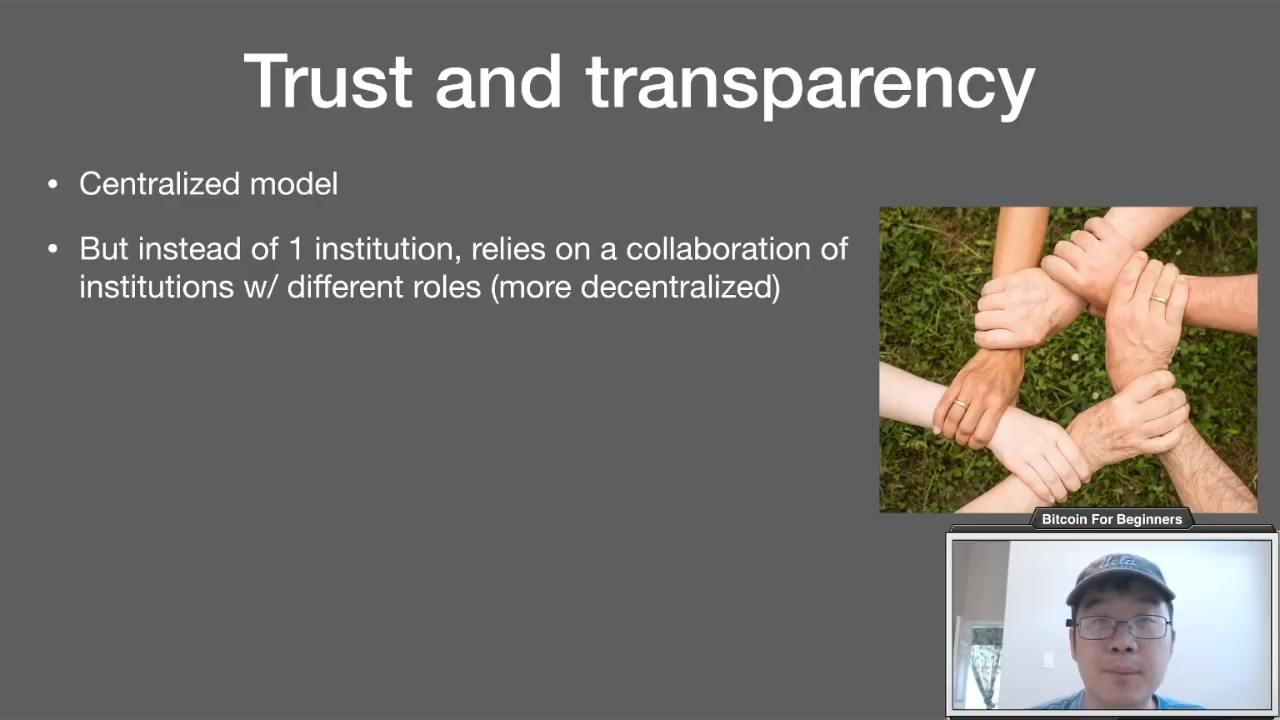 Trust and transparency
• Centralized model
• But instead of 1 institution, relies on a collaboration of
institutions w/ different roles (more decentralized)
Bitcoin For Beginners